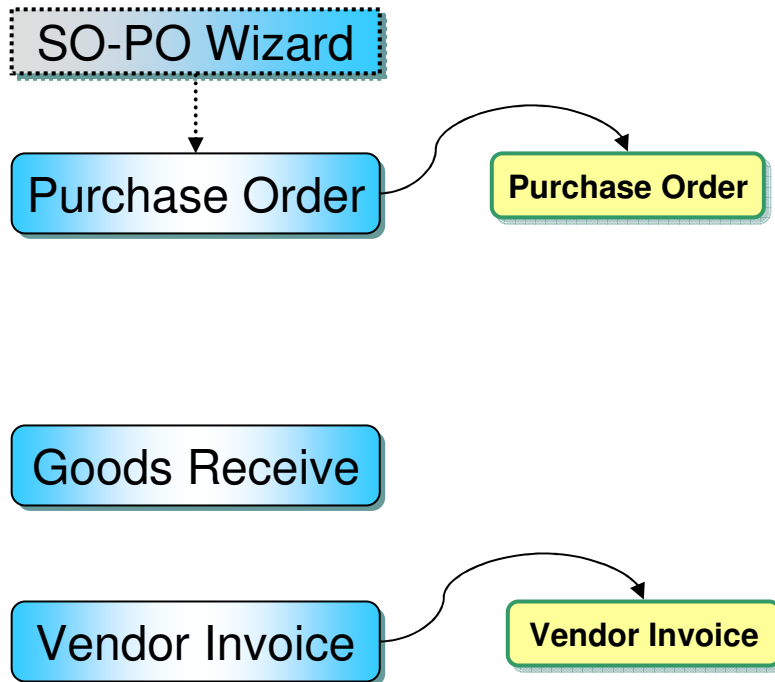 SO-PO Wizard
Purchase Order
Purchase Order
Goods Receive
Vendor Invoice
Vendor Invoice